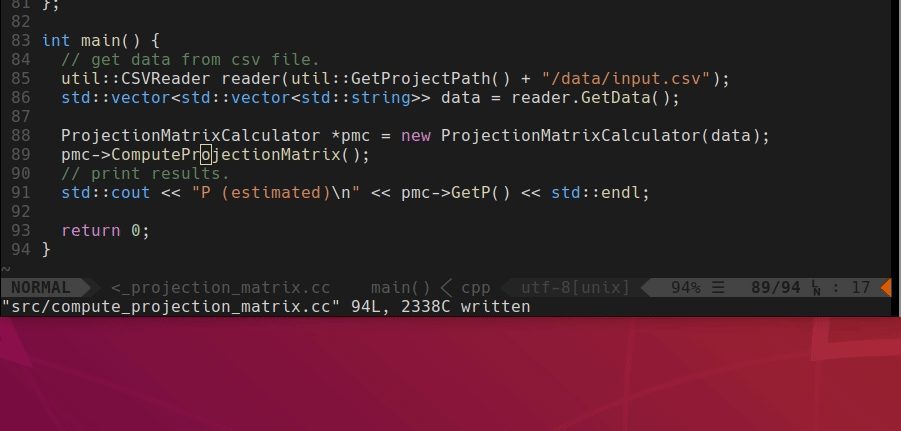 81 };
82
83 int main() {
84   // get data from csv file.
85   util::CSVReader reader(util::GetProjectPath() + "/data/input.csv");
86   std::vector<std::vector<std::string>> data = reader.GetData();
87
88   ProjectionMatrixCalculator *pmc = new ProjectionMatrixCalculator(data);
89   pmc->ComputeProjectionMatrix();
90   // print results.
91   std::cout << "P (estimated)\n" << pmc->GetP() << std::endl;
92
93   return 0;
94 }
~
NORMAL <_projection_matrix.cc main() < cpp utf-8[unix] 94% ☰ 89/94 ㏑ : 17
"src/compute_projection_matrix.cc" 94L, 2338C written